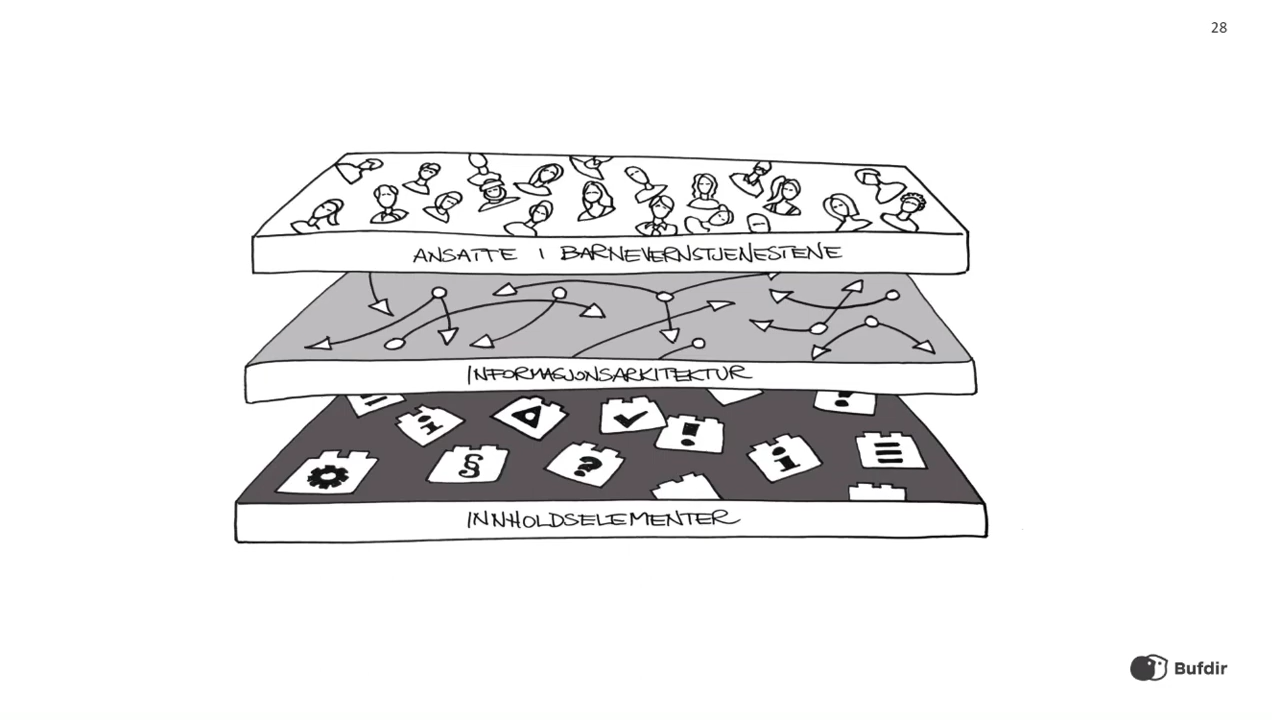 28
ANSATTE I BARNEVERNSTJENESTENE
INFORMASJONSARKITEKTUR
i
✓
!
!
§
?
i
INNHOLDSELEMENTER
Bufdir